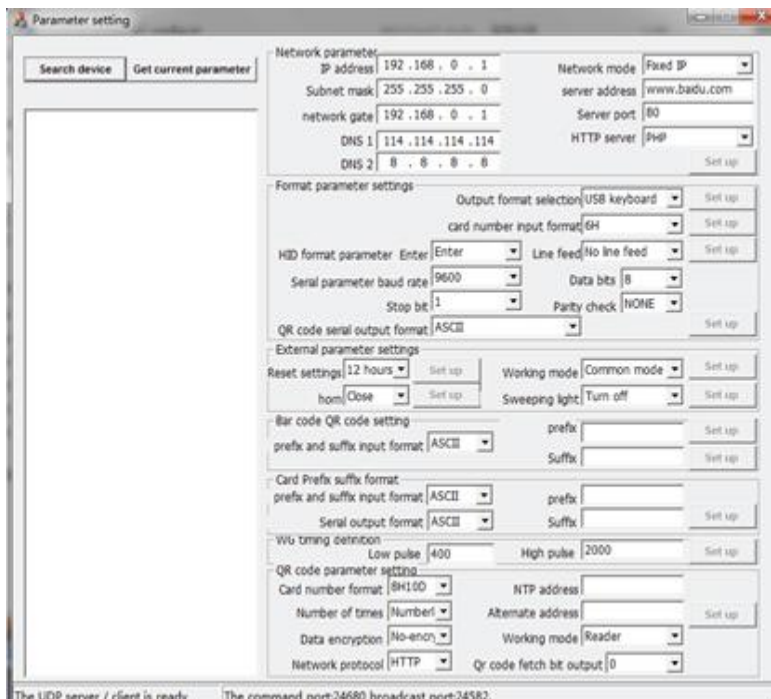 Parameter setting
Search device
Get current parameter
Network parameter
IP address 192 . 168 . 0 . 1
Network mode Fixed IP
Subnet mask 255 . 255 . 255 . 0
server address www.baidu.com
network gate 192 . 168 . 0 . 1
Server port 80
DNS 1 114 . 114 . 114 . 114
HTTP server PHP
DNS 2 8 . 8 . 8 . 8
Set up
Format parameter settings
Output format selection USB keyboard Set up
card number input format 6H Set up
HID format parameter Enter Enter Line feed No line feed Set up
Serial parameter baud rate 9600 Data bits 8
Stop bit 1 Parity check NONE
QR code serial output format ASCII Set up
External parameter settings
Reset settings 12 hours Set up Working mode Common mode Set up
horn Close Set up Sweeping light Turn off Set up
Bar code QR code setting
prefix and suffix input format ASCII
prefix Set up
Suffix Set up
Card Prefix suffix format
prefix and suffix input format ASCII prefix
Serial output format ASCII Suffix Set up
WG timing definition
Low pulse 400 High pulse 2000 Set up
QR code parameter setting
Card number format 8H10D NTP address
Number of times Numberl Alternate address Set up
Data encryption No-encry Working mode Reader
Network protocol HTTP Qr code fetch bit output 0
The UDP server / client is ready The command port:24680 broadcast port:24582